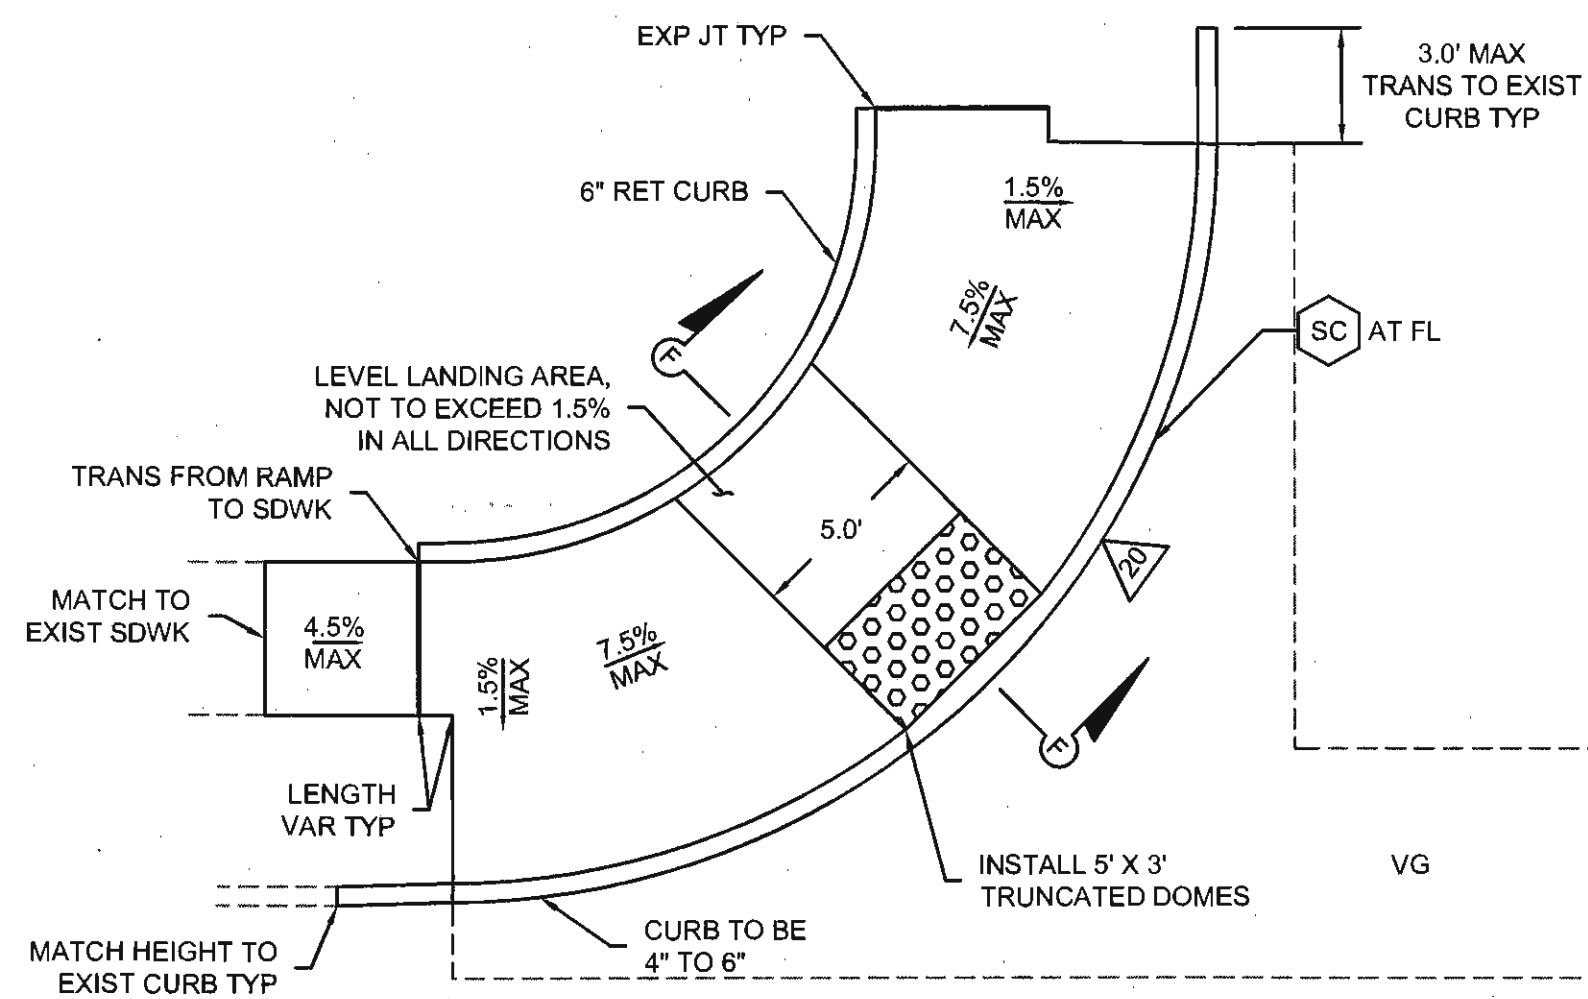 EXP JT TYP
3.0' MAX
TRANS TO EXIST
CURB TYP
6" RET CURB
1.5%
MAX
7.5%
MAX
F
SC AT FL
LEVEL LANDING AREA,
NOT TO EXCEED 1.5%
IN ALL DIRECTIONS
TRANS FROM RAMP
TO SDWK
5.0'
20
MATCH TO
EXIST SDWK
4.5%
MAX
7.5%
MAX
1.5%
MAX
F
LENGTH
VAR TYP
INSTALL 5' X 3'
TRUNCATED DOMES
VG
CURB TO BE
4" TO 6"
MATCH HEIGHT TO
EXIST CURB TYP